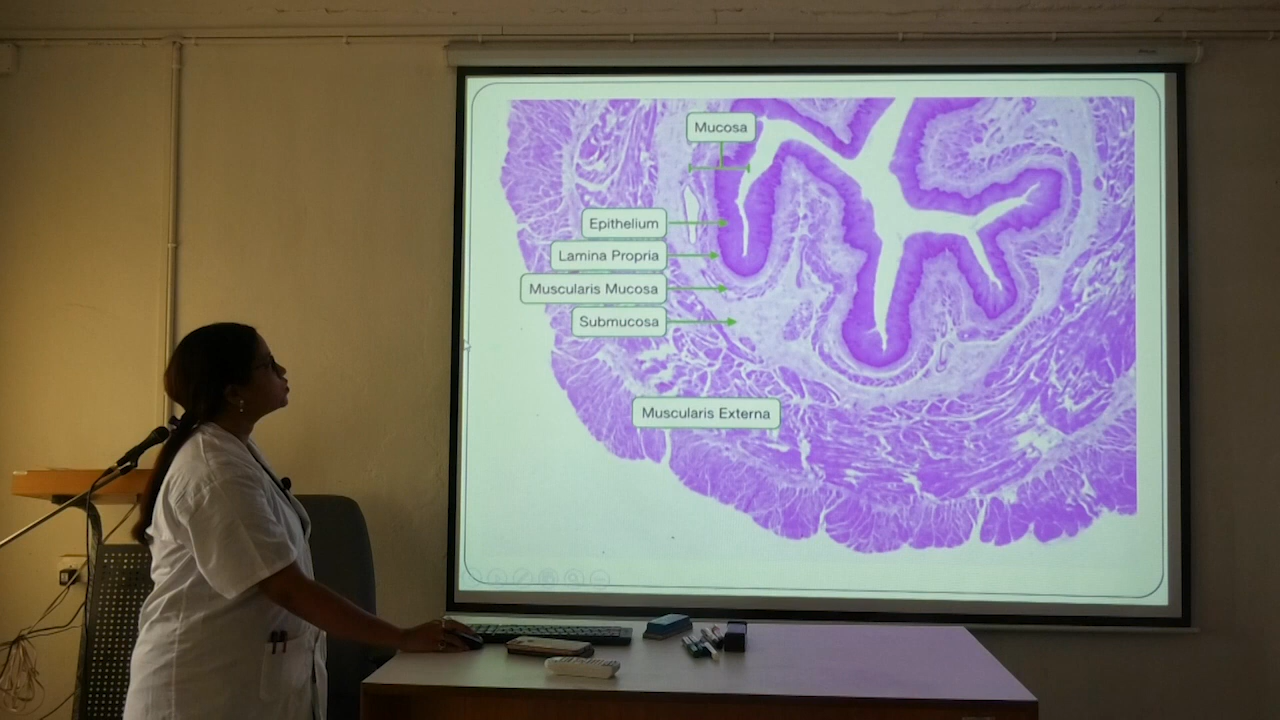 Mucosa
Epithelium
Lamina Propria
Muscularis Mucosa
Submucosa
Muscularis Externa